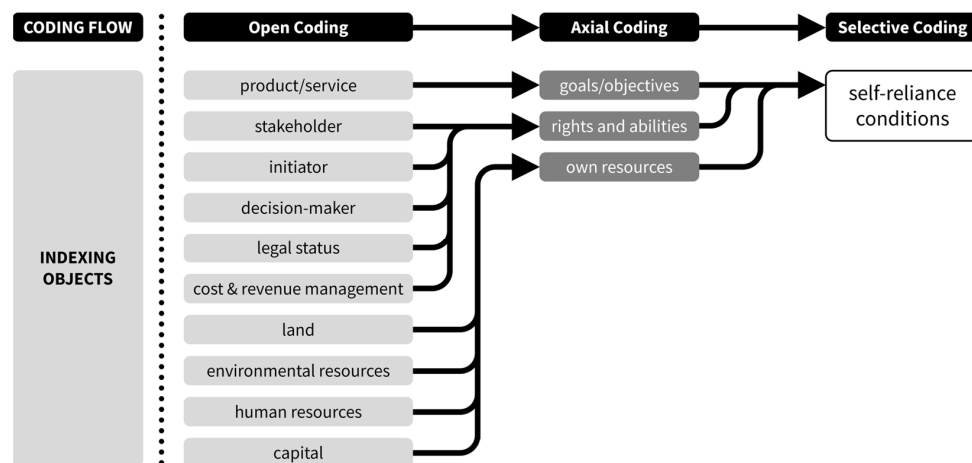 CODING FLOW
Open Coding
Axial Coding
Selective Coding
INDEXING
OBJECTS
product/service
stakeholder
initiator
decision-maker
legal status
cost & revenue management
land
environmental resources
human resources
capital
goals/objectives
rights and abilities
own resources
self-reliance
conditions